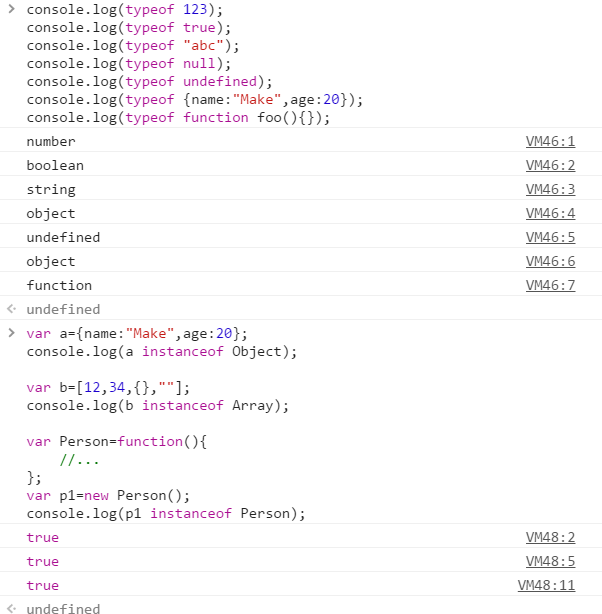 > console.log(typeof 123);
console.log(typeof true);
console.log(typeof "abc");
console.log(typeof null);
console.log(typeof undefined);
console.log(typeof {name:"Make",age:20});
console.log(typeof function foo(){});
number VM46:1
boolean VM46:2
string VM46:3
object VM46:4
undefined VM46:5
object VM46:6
function VM46:7
undefined
> var a={name:"Make",age:20};
console.log(a instanceof Object);
var b=[12,34,{},""];
console.log(b instanceof Array);
var Person=function(){
//...
};
var p1=new Person();
console.log(p1 instanceof Person);
true VM48:2
true VM48:5
true VM48:11
undefined